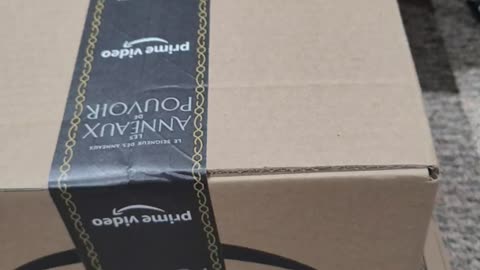 prime video
LE SEIGNEUR DES ANNEAUX
LES
ANNEAUX
DE
POUVOIR
prime video